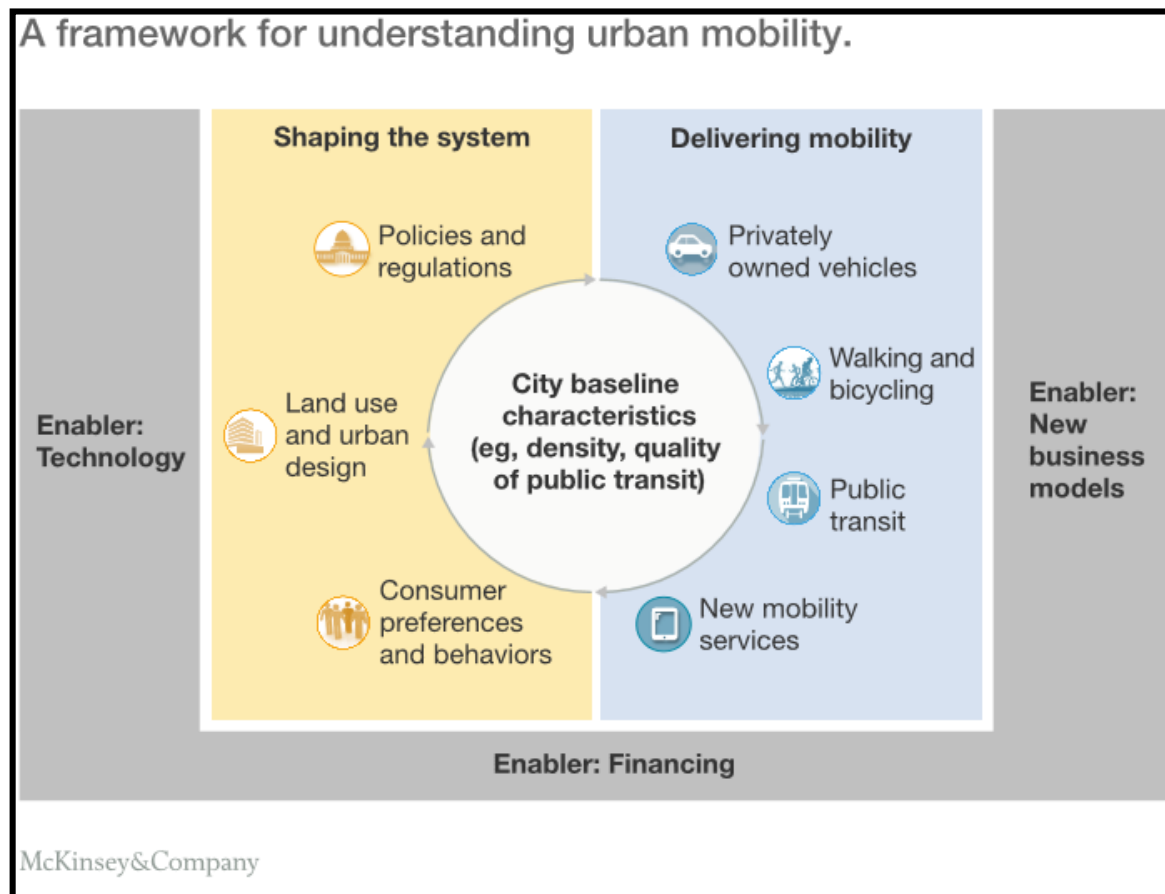 A framework for understanding urban mobility.
Shaping the system
Delivering mobility
Policies and
regulations
Privately
owned vehicles
Land use
and urban
design
Walking and
bicycling
City baseline
characteristics
(eg, density, quality
of public transit)
Public
transit
Consumer
preferences
and behaviors
New mobility
services
Enabler:
Technology
Enabler:
New
business
models
Enabler: Financing
McKinsey&Company